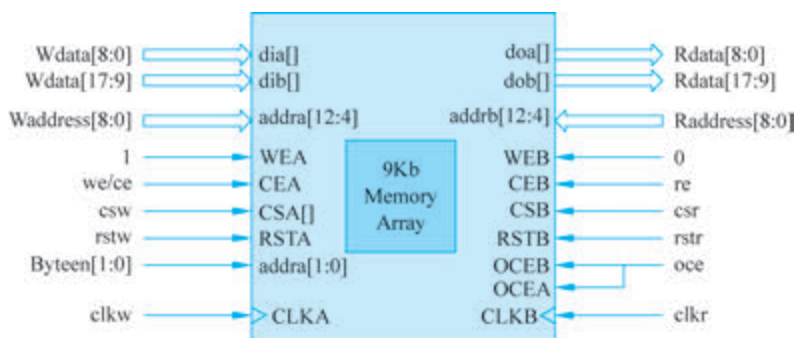 Wdata[8:0] dia[] doa[] Rdata[8:0]
Wdata[17:9] dib[] dob[] Rdata[17:9]
Waddress[8:0] addra[12:4] addrb[12:4] Raddress[8:0]
1 WEA WEB 0
we/ce CEA CEB re
csw CSA[] CSB csr
rstw RSTA RSTB rstr
Byteen[1:0] addra[1:0] OCEB oce
OCEA
clkw CLKA CLKB clkr
9Kb
Memory
Array